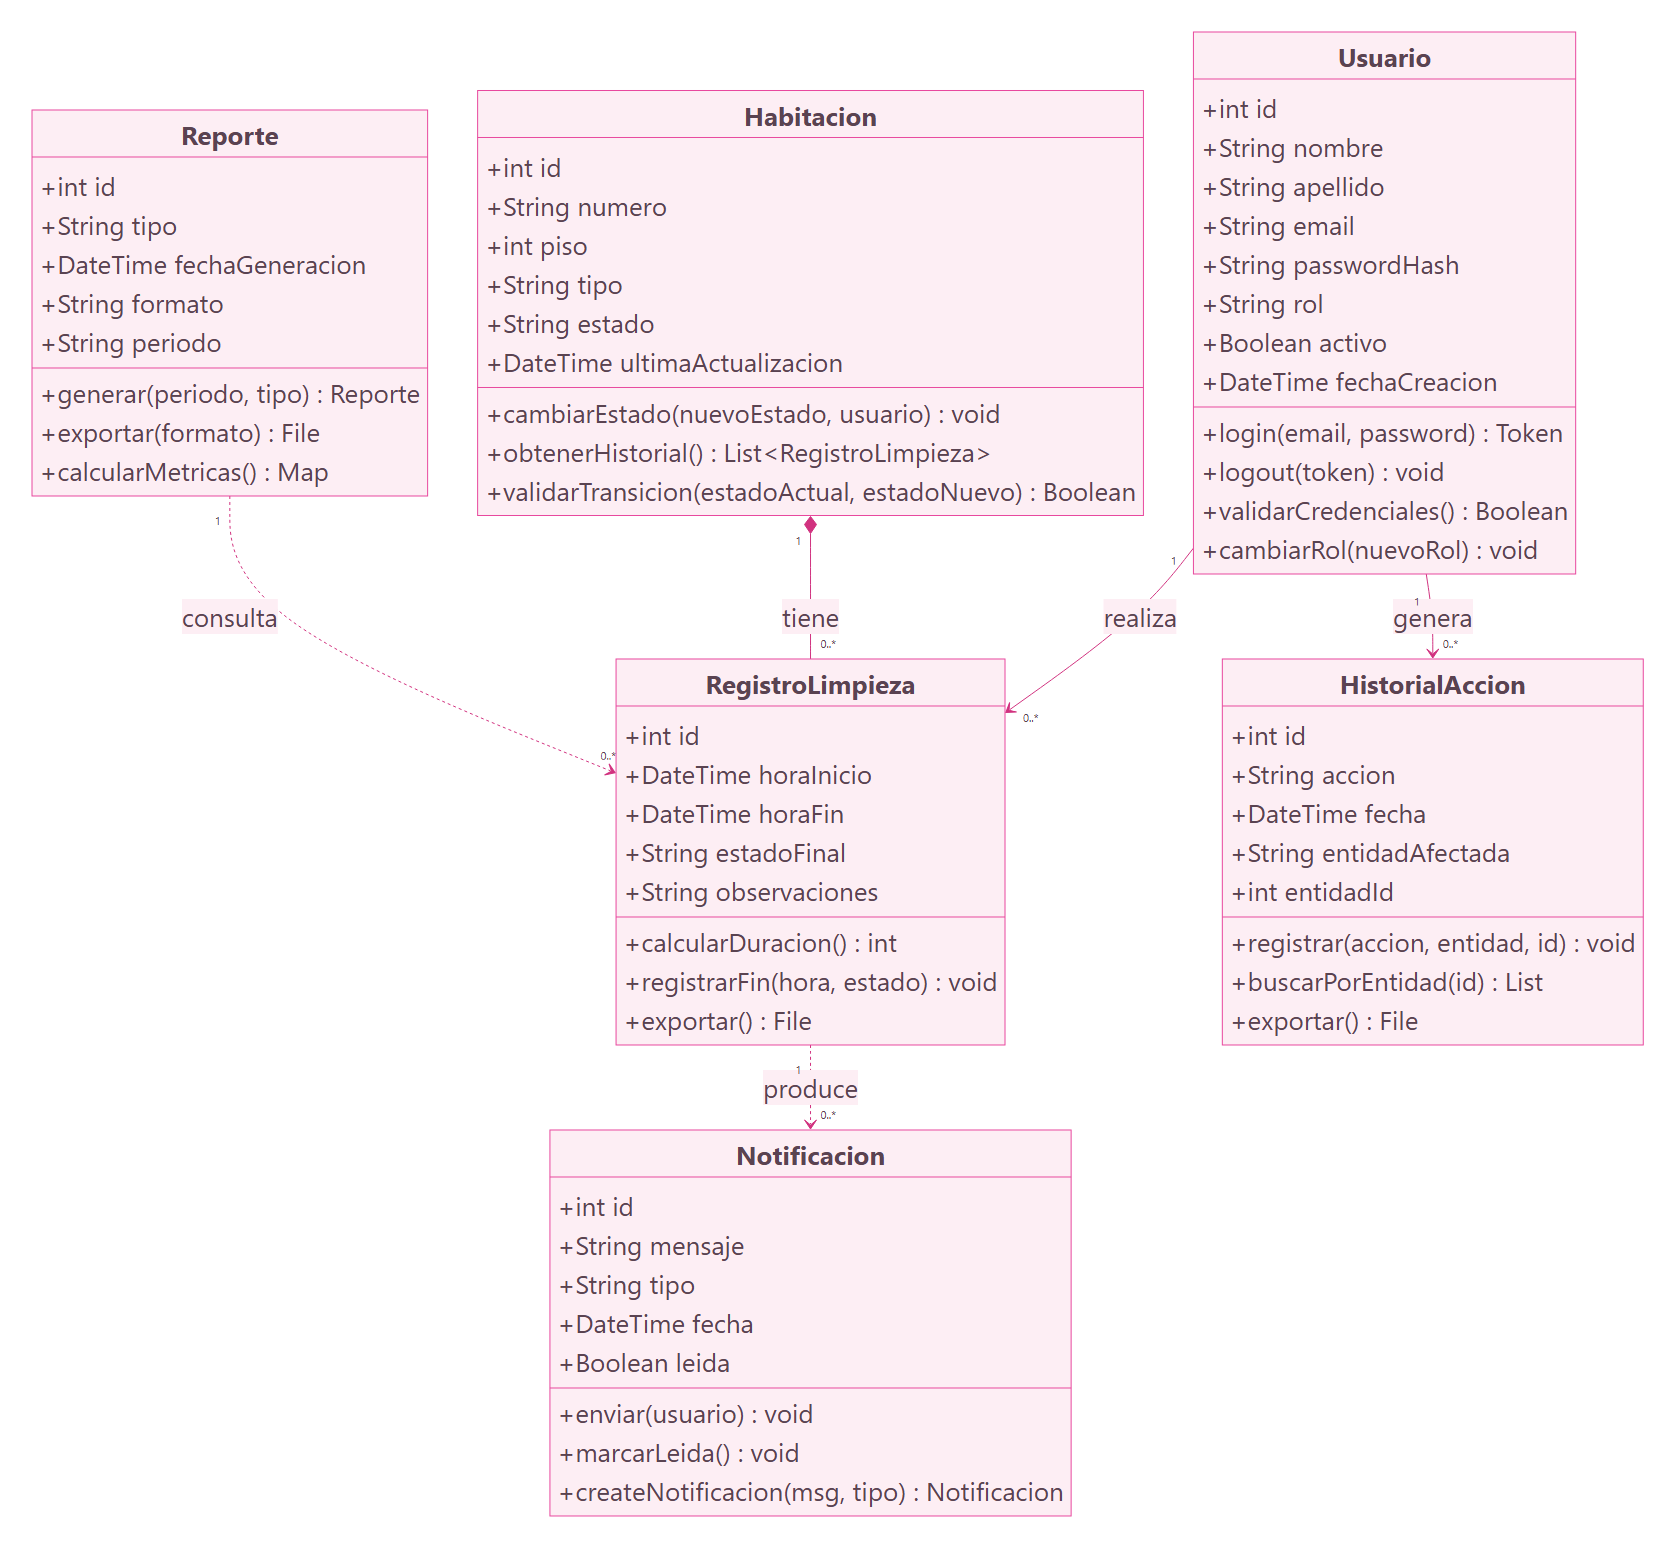 Reporte
+int id
+String tipo
+DateTime fechaGeneracion
+String formato
+String periodo
+generar(periodo, tipo) : Reporte
+exportar(formato) : File
+calcularMetricas() : Map
Habitacion
+int id
+String numero
+int piso
+String tipo
+String estado
+DateTime ultimaActualizacion
+cambiarEstado(nuevoEstado, usuario) : void
+obtenerHistorial() : List<RegistroLimpieza>
+validarTransicion(estadoActual, estadoNuevo) : Boolean
Usuario
+int id
+String nombre
+String apellido
+String email
+String passwordHash
+String rol
+Boolean activo
+DateTime fechaCreacion
+login(email, password) : Token
+logout(token) : void
+validarCredenciales() : Boolean
+cambiarRol(nuevoRol) : void
1
consulta
0..*
1
tiene
0..*
1
realiza
0..*
1
genera
0..*
RegistroLimpieza
+int id
+DateTime horaInicio
+DateTime horaFin
+String estadoFinal
+String observaciones
+calcularDuracion() : int
+registrarFin(hora, estado) : void
+exportar() : File
HistorialAccion
+int id
+String accion
+DateTime fecha
+String entidadAfectada
+int entidadId
+registrar(accion, entidad, id) : void
+buscarPorEntidad(id) : List
+exportar() : File
1
produce
0..*
Notificacion
+int id
+String mensaje
+String tipo
+DateTime fecha
+Boolean leida
+enviar(usuario) : void
+marcarLeida() : void
+createNotificacion(msg, tipo) : Notificacion